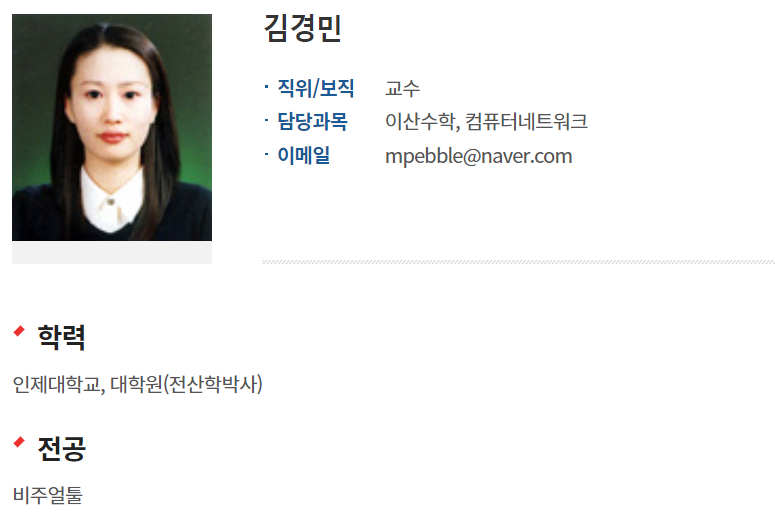 김경민
직위/보직 교수
담당과목 이산수학, 컴퓨터네트워크
이메일 mpebble@naver.com
학력
인제대학교, 대학원(전산학박사)
전공
비주얼툴